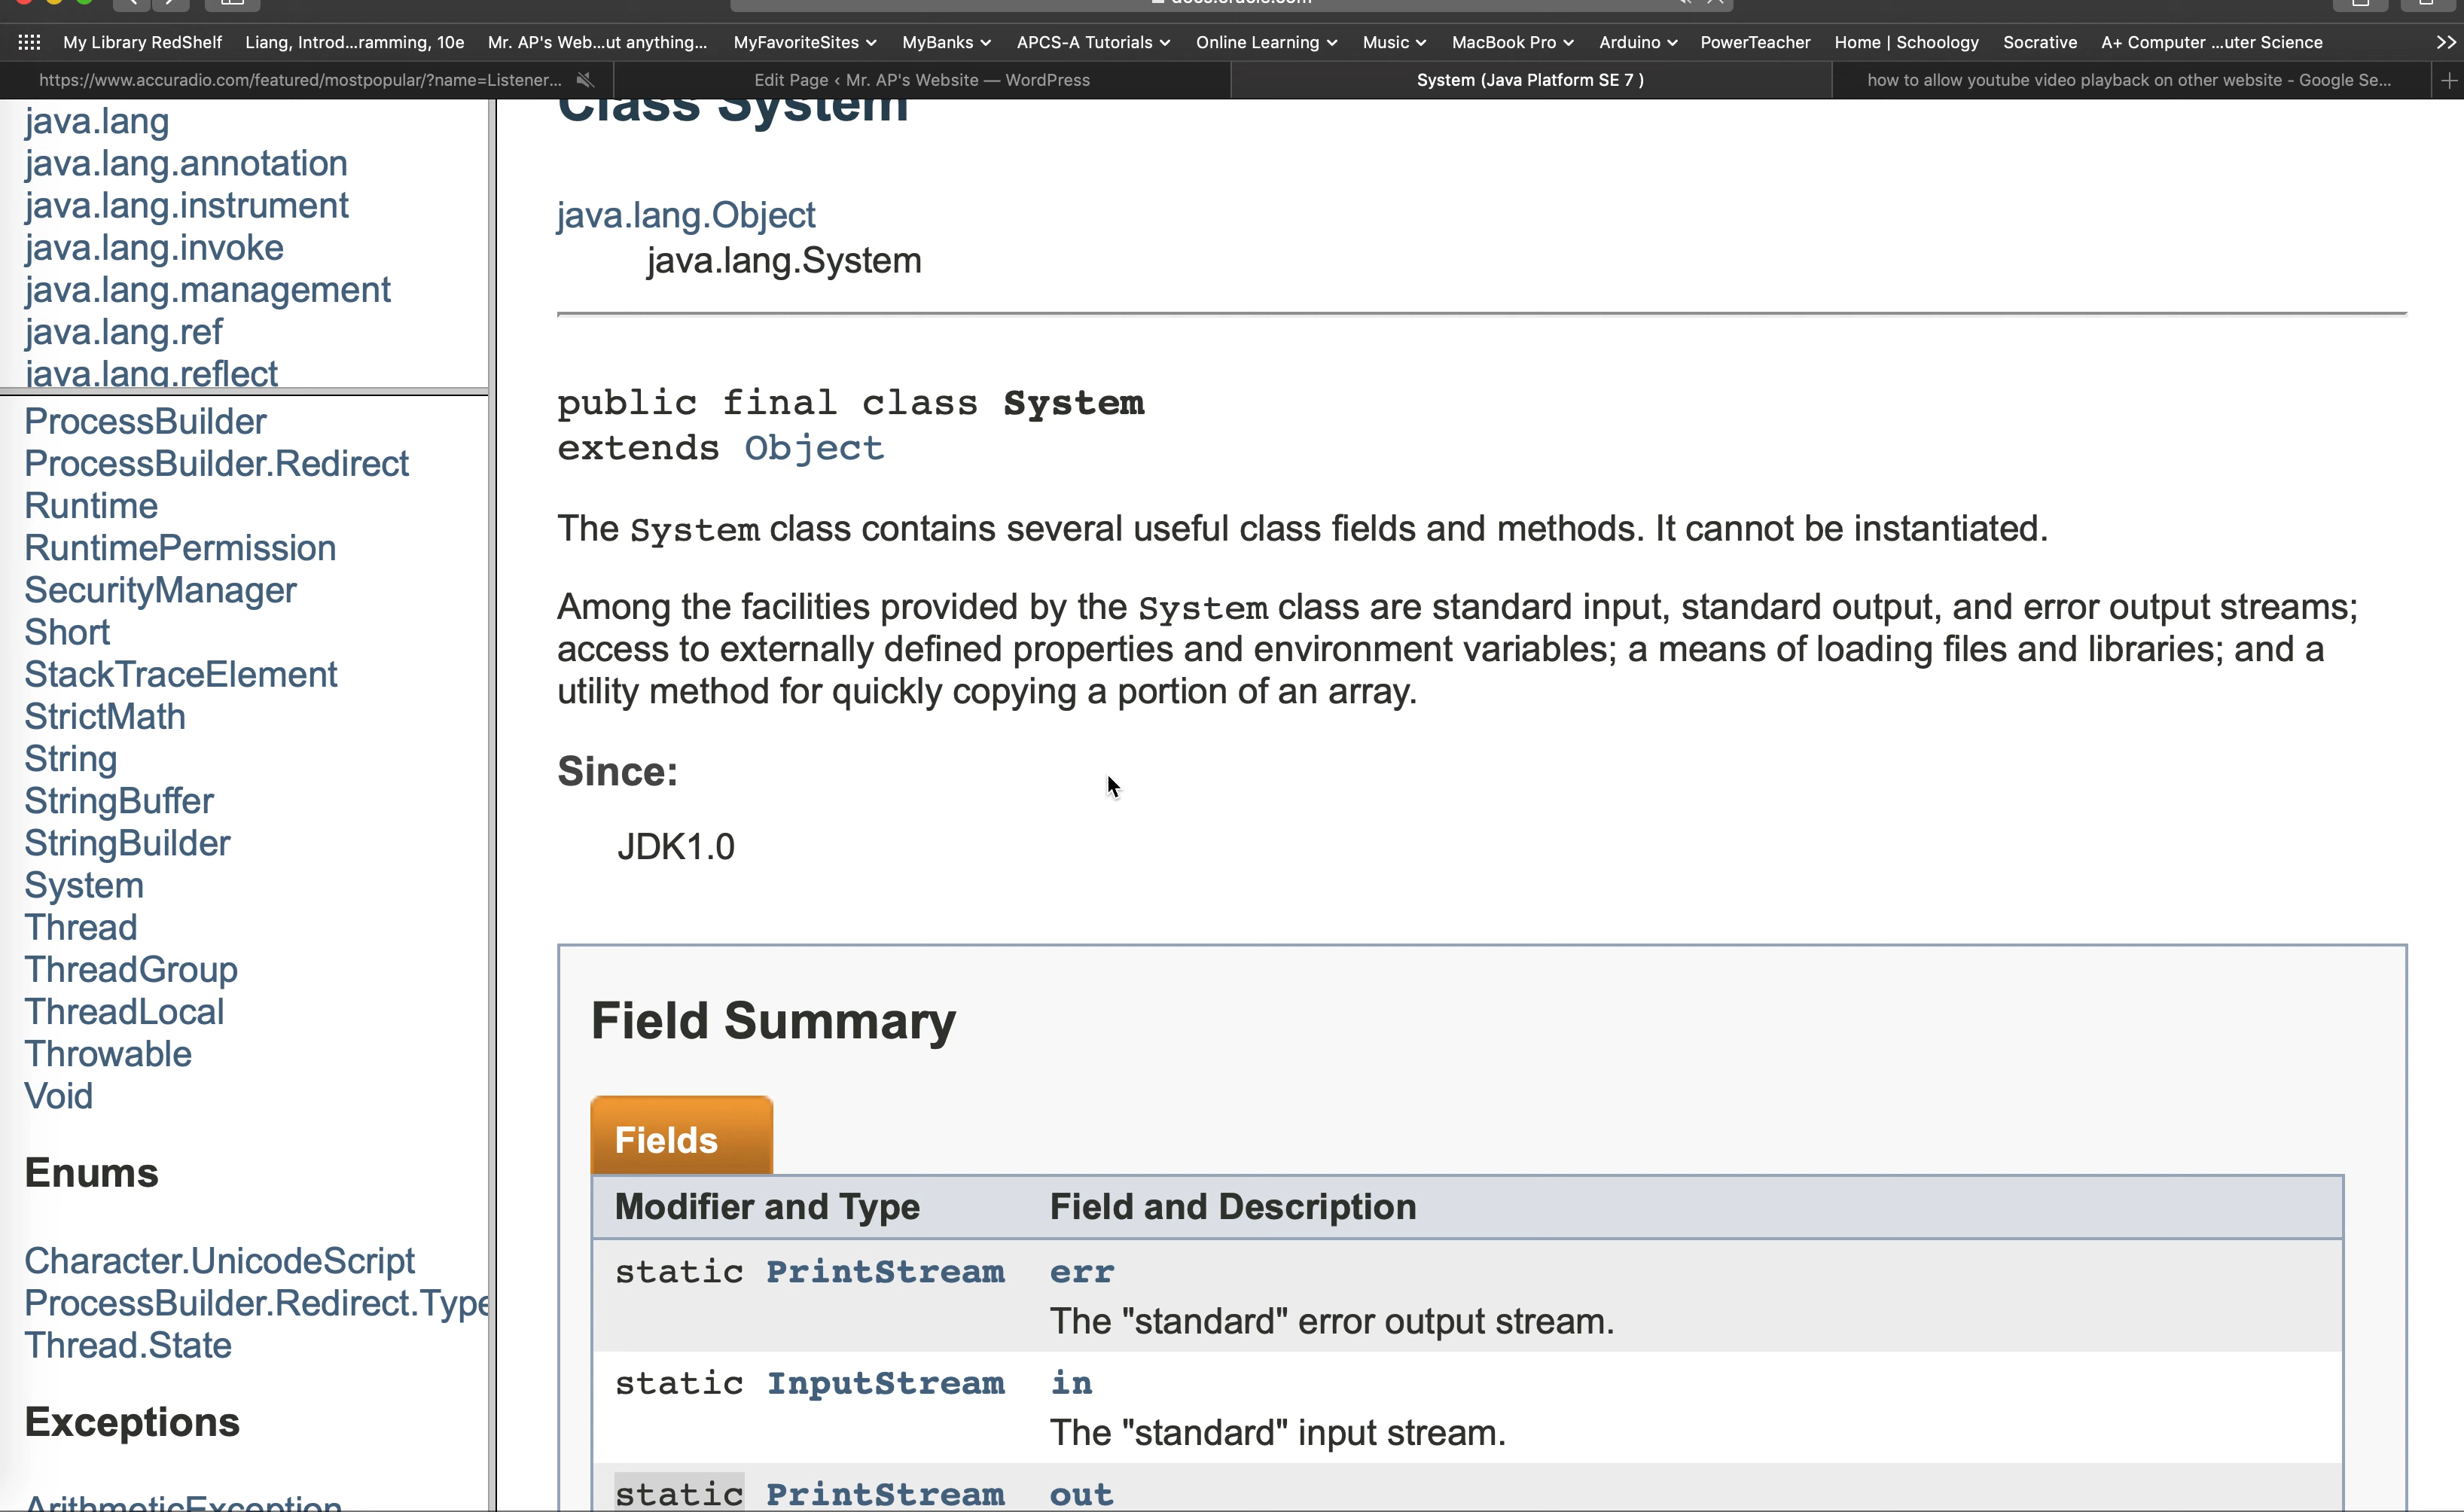 docs.oracle.com
My Library RedShelf Liang, Introd...ramming, 10e Mr. AP's Web...ut anything... MyFavoriteSites MyBanks APCS-A Tutorials Online Learning Music MacBook Pro Arduino PowerTeacher Home | Schoology Socrative A+ Computer ...uter Science
https://www.accuradio.com/featured/mostpopular/?name=Listener... Edit Page ‹ Mr. AP's Website — WordPress System (Java Platform SE 7 ) how to allow youtube video playback on other website - Google Se...
java.lang
java.lang.annotation
java.lang.instrument
java.lang.invoke
java.lang.management
java.lang.ref
java.lang.reflect
ProcessBuilder
ProcessBuilder.Redirect
Runtime
RuntimePermission
SecurityManager
Short
StackTraceElement
StrictMath
String
StringBuffer
StringBuilder
System
Thread
ThreadGroup
ThreadLocal
Throwable
Void
Enums
Character.UnicodeScript
ProcessBuilder.Redirect.Type
Thread.State
Exceptions
ArithmeticException
Class System
java.lang.Object
java.lang.System
public final class System
extends Object
The System class contains several useful class fields and methods. It cannot be instantiated.
Among the facilities provided by the System class are standard input, standard output, and error output streams;
access to externally defined properties and environment variables; a means of loading files and libraries; and a
utility method for quickly copying a portion of an array.
Since:
JDK1.0
Field Summary
Fields
Modifier and Type Field and Description
static PrintStream err
The "standard" error output stream.
static InputStream in
The "standard" input stream.
static PrintStream out